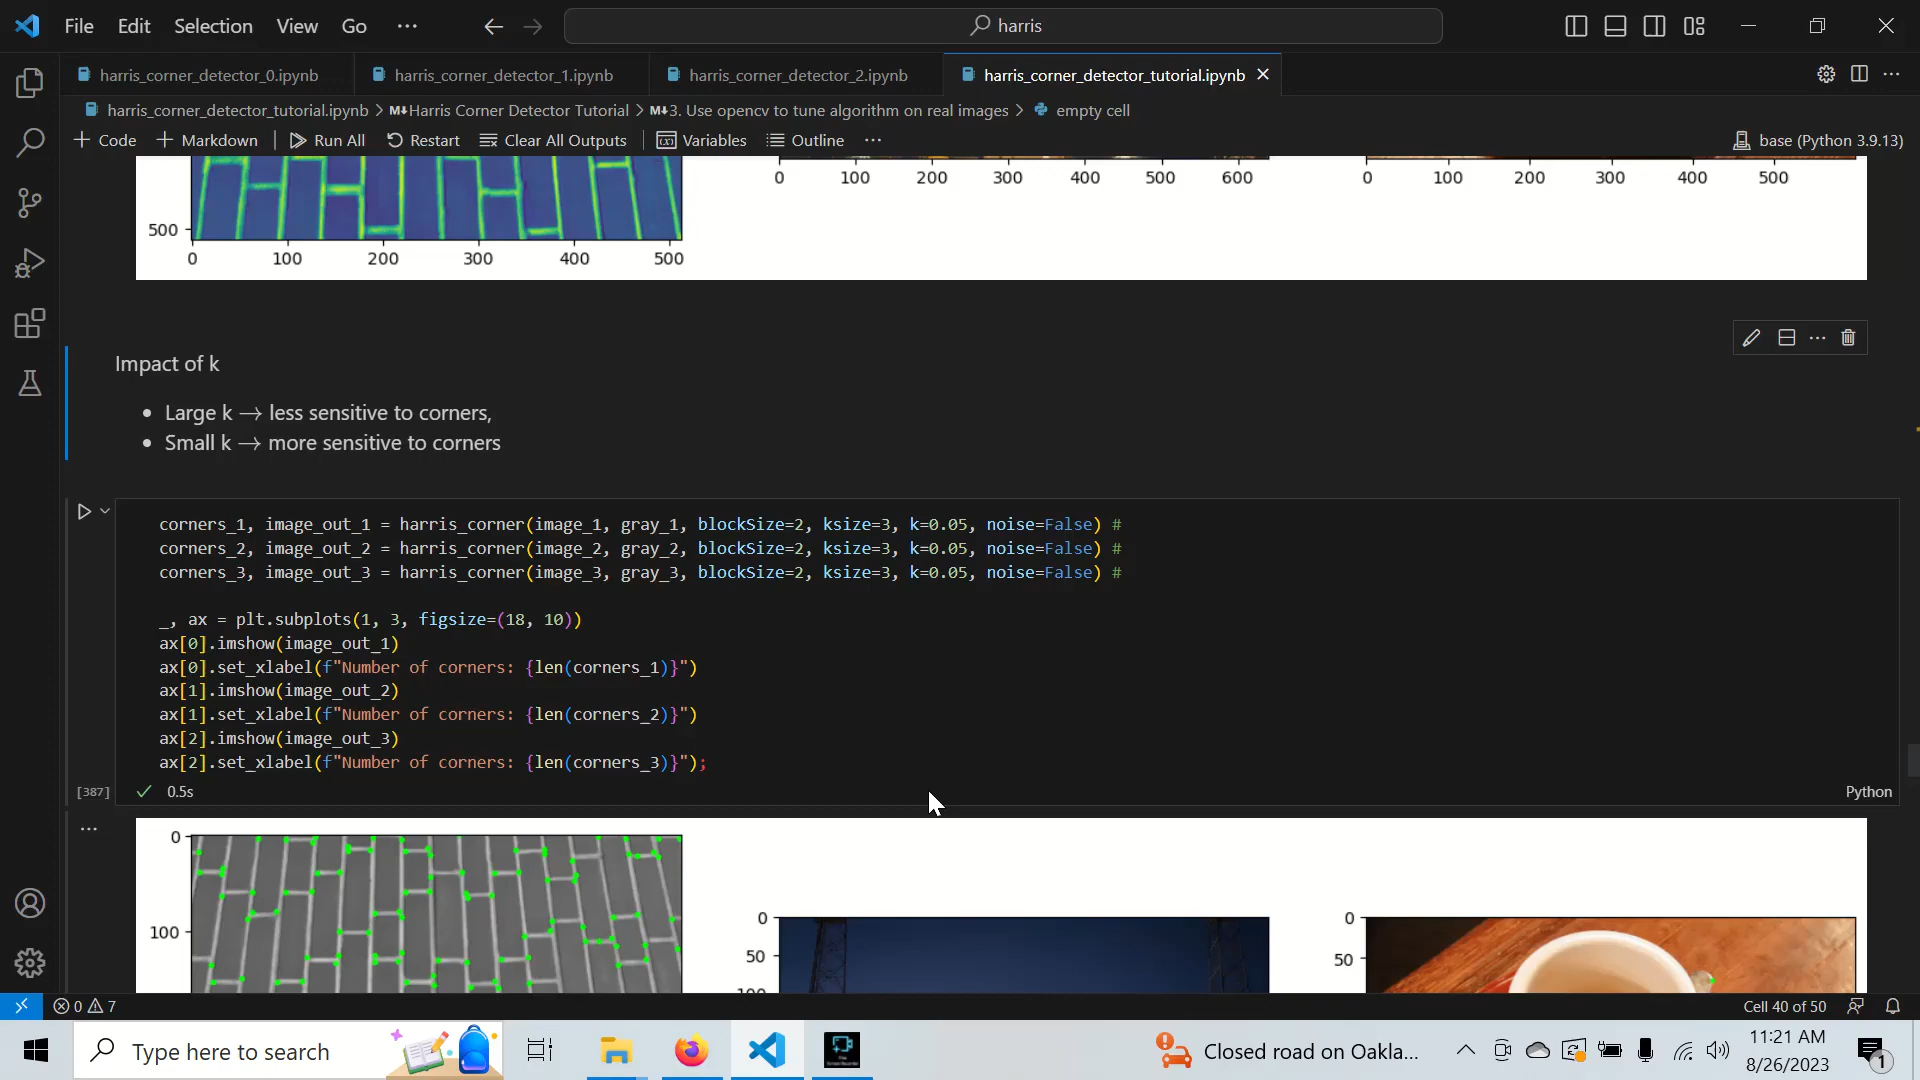 File Edit Selection View Go ···
harris
harris_corner_detector_0.ipynb harris_corner_detector_1.ipynb harris_corner_detector_2.ipynb harris_corner_detector_tutorial.ipynb
harris_corner_detector_tutorial.ipynb > M↓Harris Corner Detector Tutorial > M↓3. Use opencv to tune algorithm on real images > empty cell
+ Code + Markdown Run All Restart Clear All Outputs Variables Outline ··· base (Python 3.9.13)
0 100 200 300 400 500 600 0 100 200 300 400 500
500
0 100 200 300 400 500
Impact of k
• Large k → less sensitive to corners,
• Small k → more sensitive to corners
corners_1, image_out_1 = harris_corner(image_1, gray_1, blockSize=2, ksize=3, k=0.05, noise=False) #
corners_2, image_out_2 = harris_corner(image_2, gray_2, blockSize=2, ksize=3, k=0.05, noise=False) #
corners_3, image_out_3 = harris_corner(image_3, gray_3, blockSize=2, ksize=3, k=0.05, noise=False) #
_, ax = plt.subplots(1, 3, figsize=(18, 10))
ax[0].imshow(image_out_1)
ax[0].set_xlabel(f"Number of corners: {len(corners_1)}")
ax[1].imshow(image_out_2)
ax[1].set_xlabel(f"Number of corners: {len(corners_2)}")
ax[2].imshow(image_out_3)
ax[2].set_xlabel(f"Number of corners: {len(corners_3)}");
[387] 0.5s Python
0
0 0
100
50 50
100
0 7 Cell 40 of 50
Type here to search Closed road on Oakla... 11:21 AM
8/26/2023 1